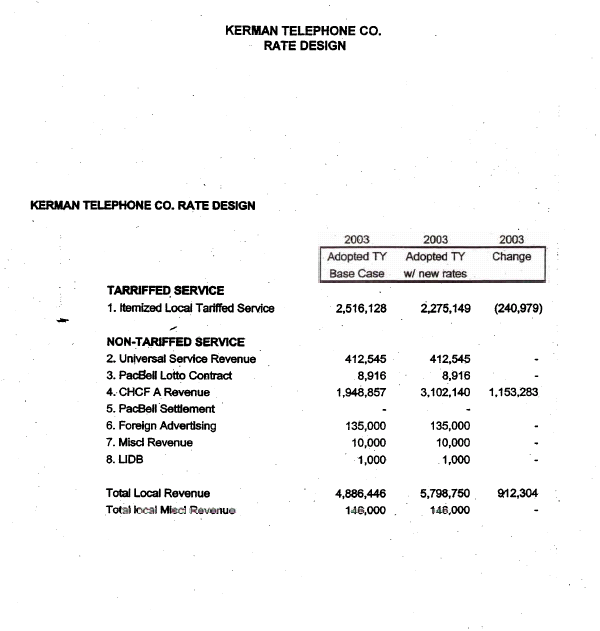 KERMAN TELEPHONE CO.
RATE DESIGN
KERMAN TELEPHONE CO. RATE DESIGN
2003 2003 2003
Adopted TY Adopted TY Change
Base Case w/ new rates
TARRIFFED SERVICE
1. Itemized Local Tariffed Service 2,516,128 2,275,149 (240,979)
NON-TARIFFED SERVICE
2. Universal Service Revenue 412,545 412,545 -
3. PacBell Lotto Contract 8,916 8,916 -
4. CHCF A Revenue 1,948,857 3,102,140 1,153,283
5. PacBell Settlement - -
6. Foreign Advertising 135,000 135,000 -
7. Miscl Revenue 10,000 10,000 -
8. LIDB 1,000 1,000 -
Total Local Revenue 4,886,446 5,798,750 912,304
Total local Miscl Revenue 146,000 146,000 -